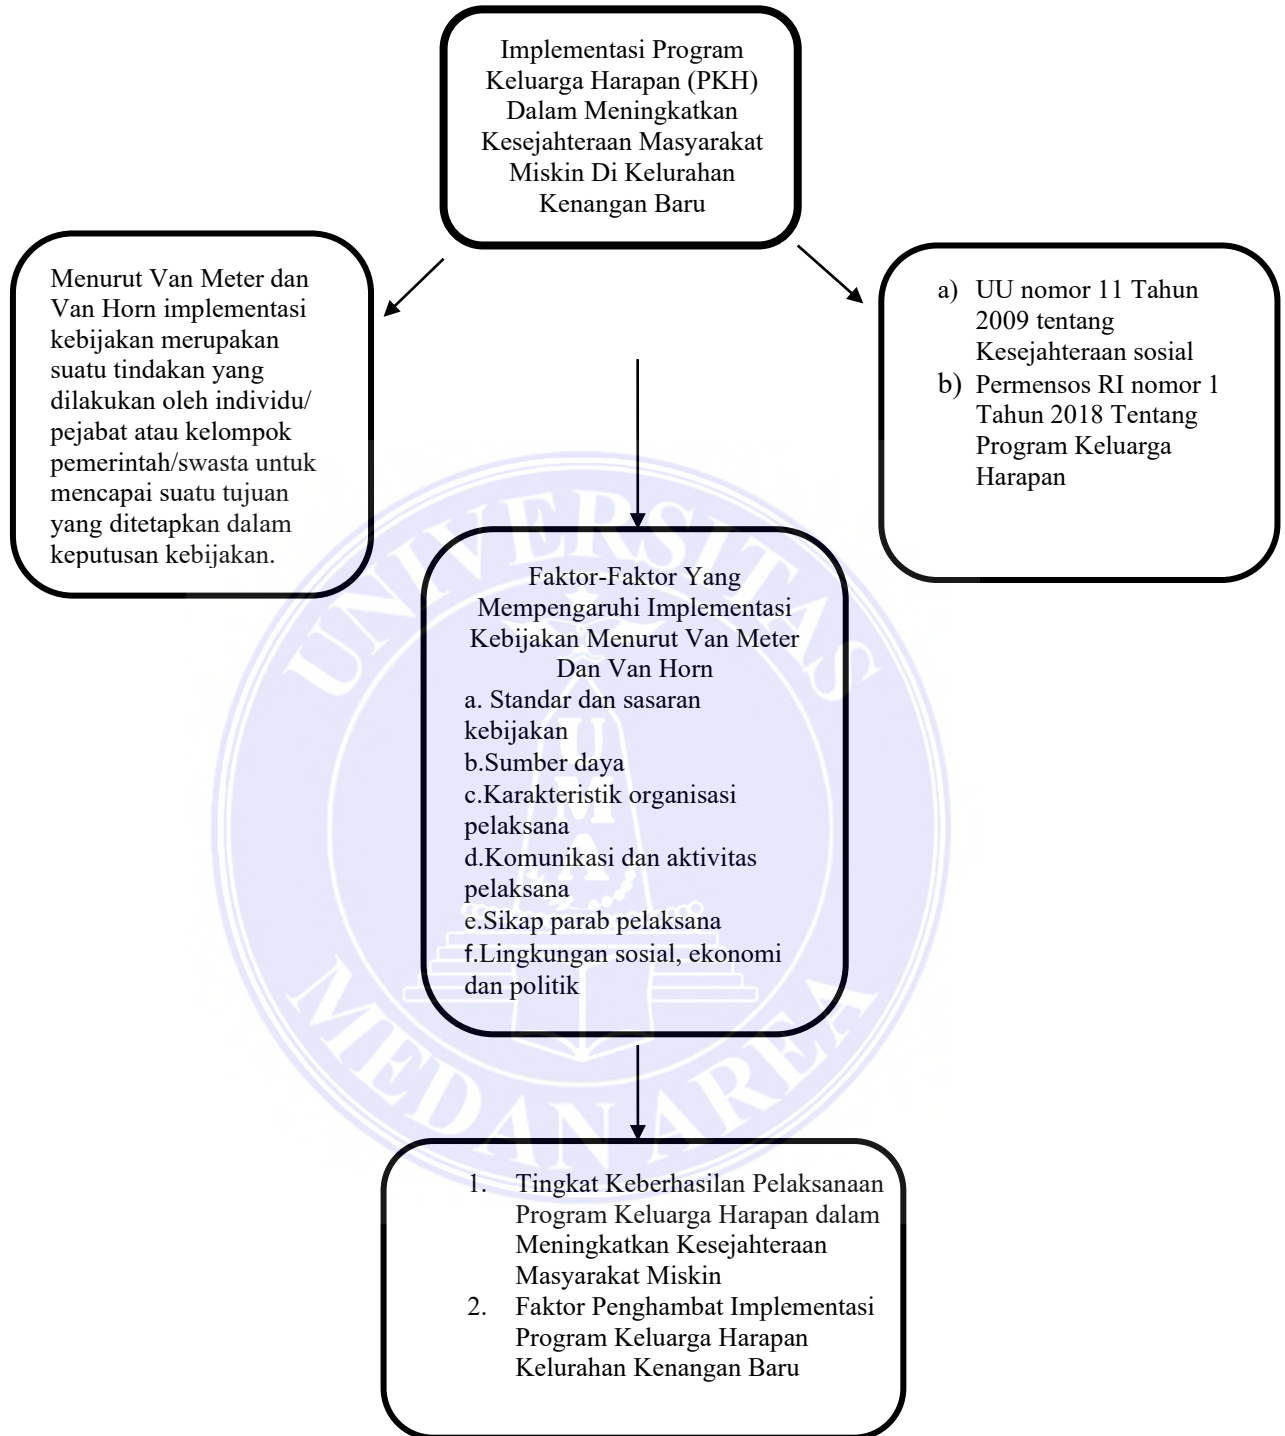 Implementasi Program
Keluarga Harapan (PKH)
Dalam Meningkatkan
Kesejahteraan Masyarakat
Miskin Di Kelurahan
Kenangan Baru
Menurut Van Meter dan
Van Horn implementasi
kebijakan merupakan
suatu tindakan yang
dilakukan oleh individu/
pejabat atau kelompok
pemerintah/swasta untuk
mencapai suatu tujuan
yang ditetapkan dalam
keputusan kebijakan.
a) UU nomor 11 Tahun
2009 tentang
Kesejahteraan sosial
b) Permensos RI nomor 1
Tahun 2018 Tentang
Program Keluarga
Harapan
Faktor-Faktor Yang
Mempengaruhi Implementasi
Kebijakan Menurut Van Meter
Dan Van Horn
a. Standar dan sasaran
kebijakan
b.Sumber daya
c.Karakteristik organisasi
pelaksana
d.Komunikasi dan aktivitas
pelaksana
e.Sikap parab pelaksana
f.Lingkungan sosial, ekonomi
dan politik
1. Tingkat Keberhasilan Pelaksanaan
Program Keluarga Harapan dalam
Meningkatkan Kesejahteraan
Masyarakat Miskin
2. Faktor Penghambat Implementasi
Program Keluarga Harapan
Kelurahan Kenangan Baru
UNIVERSITAS
UMA
MEDAN AREA